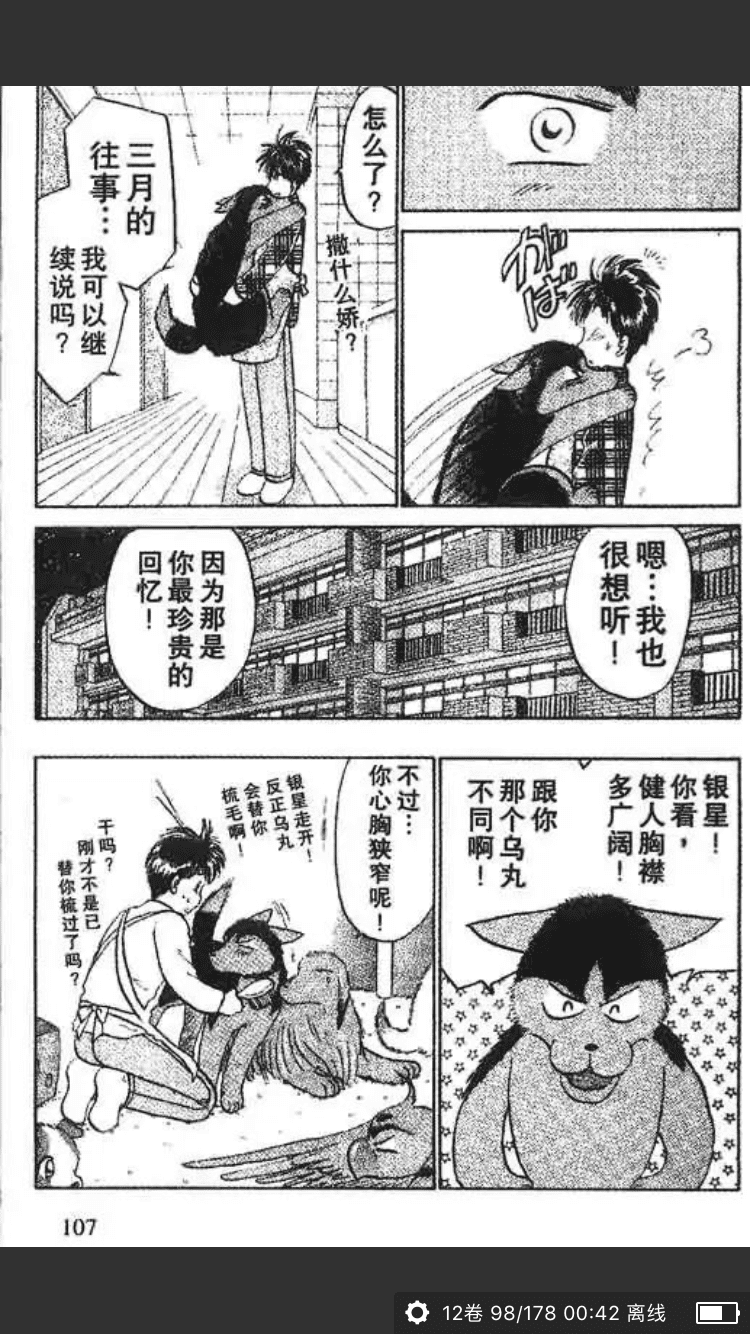 がばっ
怎么了？
撒什么娇？
三月的
往事…
我可以继
续说吗？
嗯…我也
很想听！
因为那是
你最珍贵的
回忆！
银星！
你看，
健人胸襟
多广阔！
跟你
那个乌丸
不同啊！
不过…
你心胸狭窄呢！
银星走开！
反正乌丸
会替你
梳毛啊！
干吗？
刚才不是已
替你梳过了吗？
107
12卷 98/178 00:42 离线